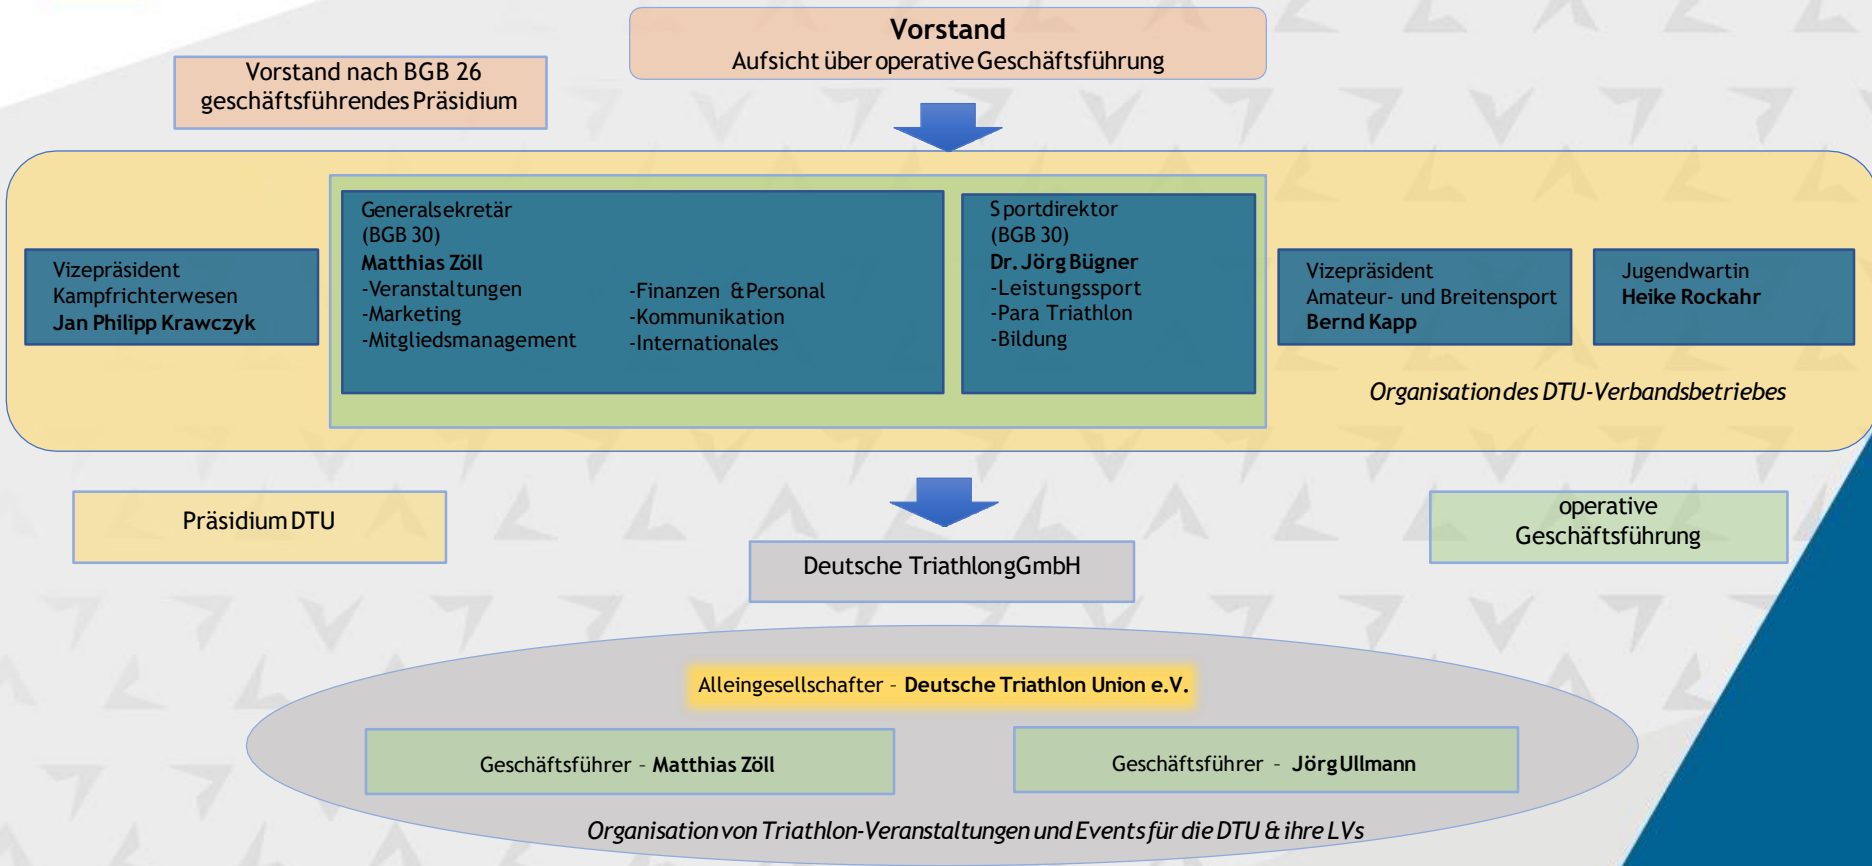 Vorstand
Aufsicht über operative Geschäftsführung
Vorstand nach BGB 26
geschäftsführendes Präsidium
Vizepräsident
Kampfrichterwesen
Jan Philipp Krawczyk
Generalsekretär
(BGB 30)
Matthias Zöll
-Veranstaltungen
-Marketing
-Mitgliedsmanagement
-Finanzen & Personal
-Kommunikation
-Internationales
Sportdirektor
(BGB 30)
Dr. Jörg Bügner
-Leistungssport
-Para Triathlon
-Bildung
Vizepräsident
Amateur- und Breitensport
Bernd Kapp
Jugendwartin
Heike Rockahr
Organisation des DTU-Verbandsbetriebes
Präsidium DTU
operative
Geschäftsführung
Deutsche Triathlong GmbH
Alleingesellschafter – Deutsche Triathlon Union e.V.
Geschäftsführer – Matthias Zöll
Geschäftsführer – Jörg Ullmann
Organisation von Triathlon-Veranstaltungen und Events für die DTU & ihre LVs